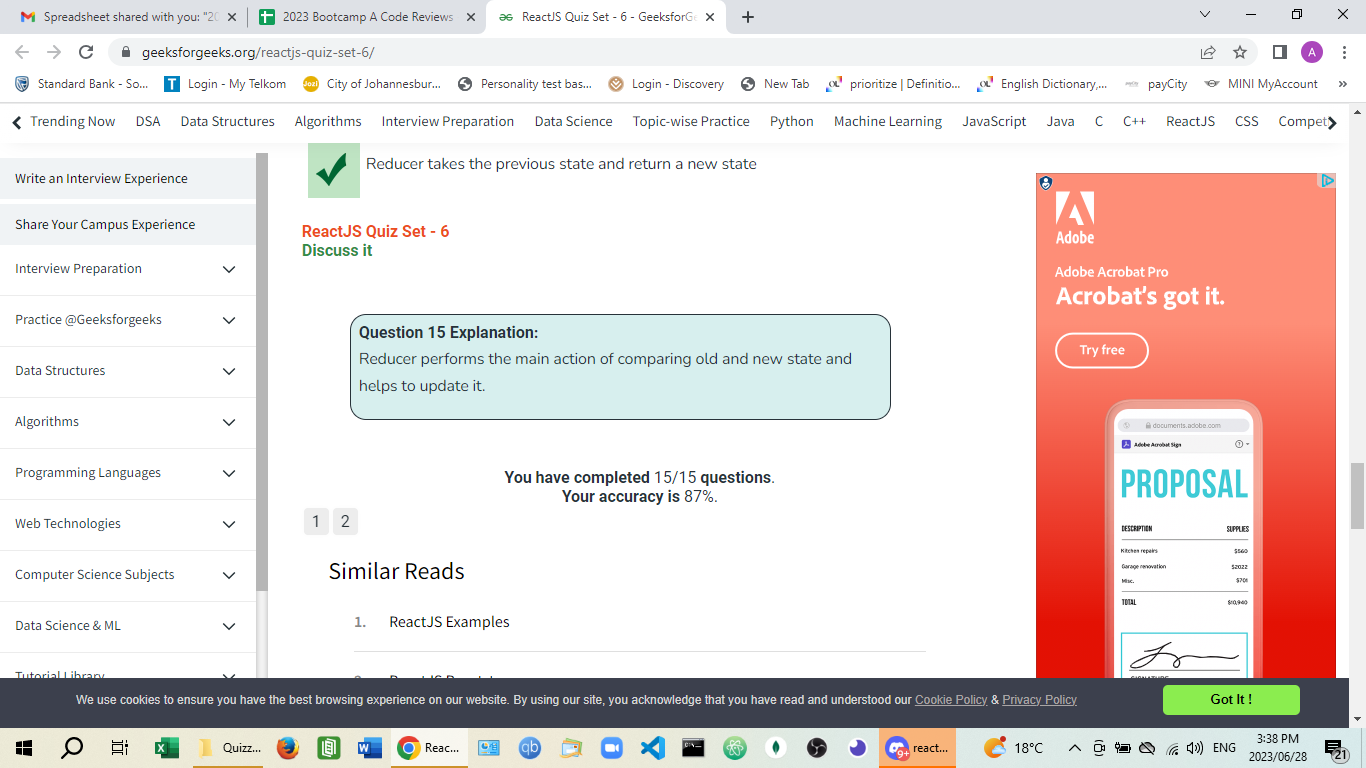 Spreadsheet shared with you: "20
2023 Bootcamp A Code Reviews
ReactJS Quiz Set - 6 - GeeksforGe
geeksforgeeks.org/reactjs-quiz-set-6/
A
Standard Bank - So...
Login - My Telkom
City of Johannesbur...
Personality test bas...
Login - Discovery
New Tab
prioritize | Definitio...
English Dictionary,...
payCity
MINI MyAccount
»
Trending Now
DSA
Data Structures
Algorithms
Interview Preparation
Data Science
Topic-wise Practice
Python
Machine Learning
JavaScript
Java
C
C++
ReactJS
CSS
Compet
Write an Interview Experience
Share Your Campus Experience
Interview Preparation
Practice @Geeksforgeeks
Data Structures
Algorithms
Programming Languages
Web Technologies
Computer Science Subjects
Data Science & ML
Tutorial Library
Reducer takes the previous state and return a new state
ReactJS Quiz Set - 6
Discuss it
Question 15 Explanation:
Reducer performs the main action of comparing old and new state and
helps to update it.
You have completed 15/15 questions.
Your accuracy is 87%.
1 2
Similar Reads
1. ReactJS Examples
Adobe
Adobe Acrobat Pro
Acrobat's got it.
Try free
documents.adobe.com
Adobe Acrobat Sign
PROPOSAL
DESCRIPTION SUPPLIES
Kitchen repairs $560
Garage renovation $2022
Misc. $701
TOTAL $10,940
SIGNATURE
We use cookies to ensure you have the best browsing experience on our website. By using our site, you acknowledge that you have read and understood our Cookie Policy & Privacy Policy
Got It !
Quizz...
Reac...
qb
9+
react...
18°C
ENG
3:38 PM
2023/06/28
21